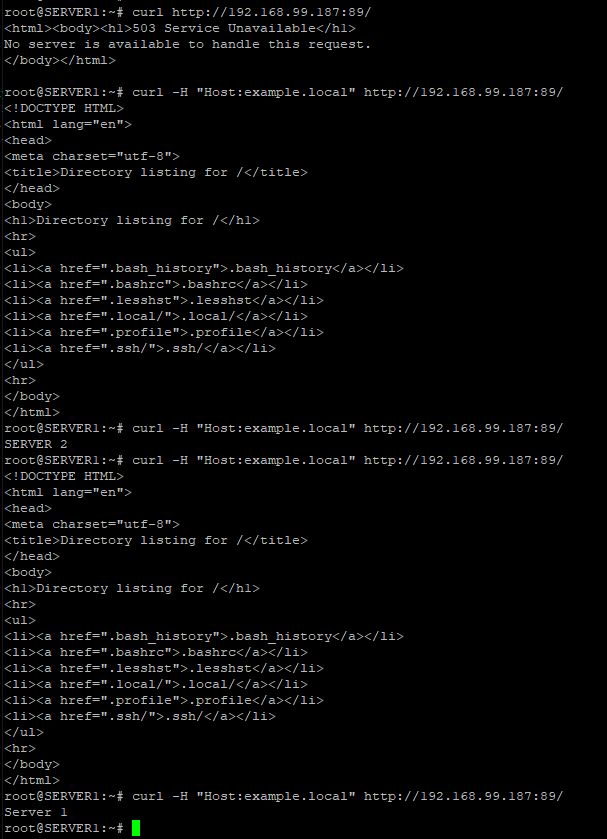 root@SERVER1:~# curl http://192.168.99.187:89/
<html><body><h1>503 Service Unavailable</h1>
No server is available to handle this request.
</body></html>
root@SERVER1:~# curl -H "Host:example.local" http://192.168.99.187:89/
<!DOCTYPE HTML>
<html lang="en">
<head>
<meta charset="utf-8">
<title>Directory listing for /</title>
</head>
<body>
<h1>Directory listing for /</h1>
<hr>
<ul>
<li><a href=".bash_history">.bash_history</a></li>
<li><a href=".bashrc">.bashrc</a></li>
<li><a href=".lesshst">.lesshst</a></li>
<li><a href=".local/">.local/</a></li>
<li><a href=".profile">.profile</a></li>
<li><a href=".ssh/">.ssh/</a></li>
</ul>
<hr>
</body>
</html>
root@SERVER1:~# curl -H "Host:example.local" http://192.168.99.187:89/
SERVER 2
root@SERVER1:~# curl -H "Host:example.local" http://192.168.99.187:89/
<!DOCTYPE HTML>
<html lang="en">
<head>
<meta charset="utf-8">
<title>Directory listing for /</title>
</head>
<body>
<h1>Directory listing for /</h1>
<hr>
<ul>
<li><a href=".bash_history">.bash_history</a></li>
<li><a href=".bashrc">.bashrc</a></li>
<li><a href=".lesshst">.lesshst</a></li>
<li><a href=".local/">.local/</a></li>
<li><a href=".profile">.profile</a></li>
<li><a href=".ssh/">.ssh/</a></li>
</ul>
<hr>
</body>
</html>
root@SERVER1:~# curl -H "Host:example.local" http://192.168.99.187:89/
Server 1
root@SERVER1:~#